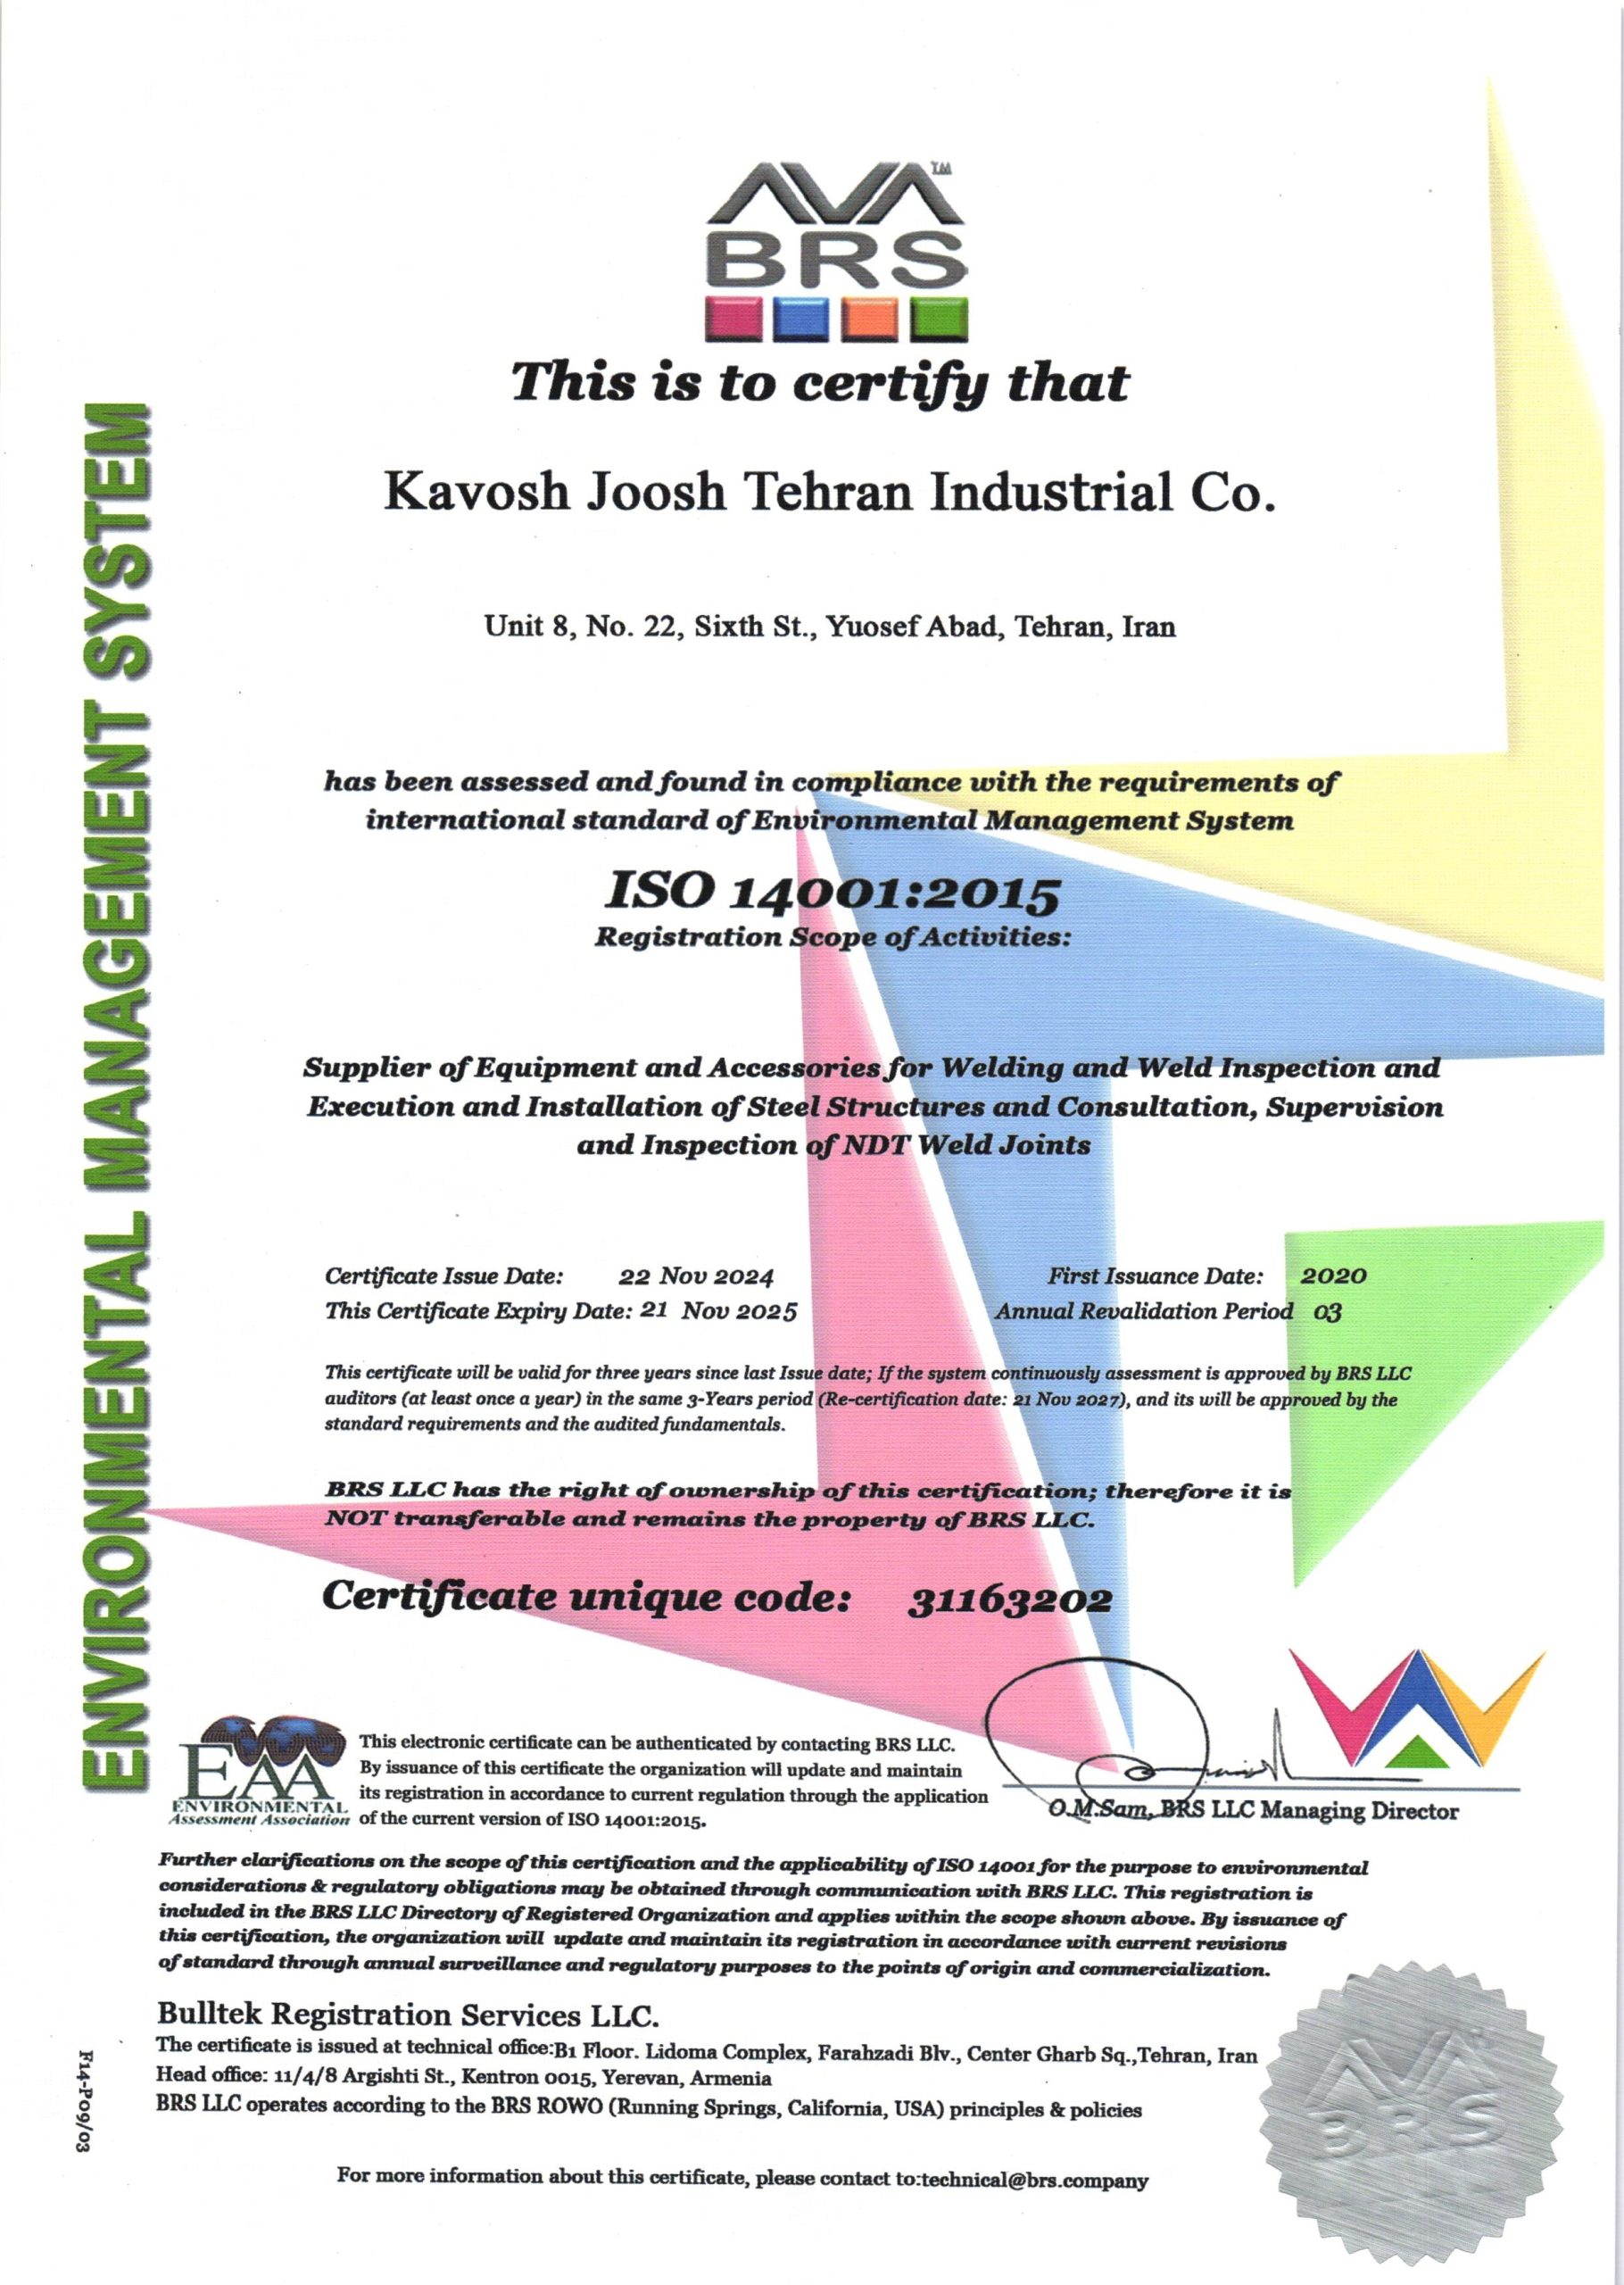 AVA™
BRS
This is to certify that
Kavosh Joosh Tehran Industrial Co.
Unit 8, No. 22, Sixth St., Yuosef Abad, Tehran, Iran
has been assessed and found in compliance with the requirements of
international standard of Environmental Management System
ISO 14001:2015
Registration Scope of Activities:
Supplier of Equipment and Accessories for Welding and Weld Inspection and
Execution and Installation of Steel Structures and Consultation, Supervision
and Inspection of NDT Weld Joints
Certificate Issue Date: 22 Nov 2024
First Issuance Date: 2020
This Certificate Expiry Date: 21 Nov 2025
Annual Revalidation Period 03
This certificate will be valid for three years since last Issue date; If the system continuously assessment is approved by BRS LLC
auditors (at least once a year) in the same 3-Years period (Re-certification date: 21 Nov 2027), and its will be approved by the
standard requirements and the audited fundamentals.
BRS LLC has the right of ownership of this certification; therefore it is
NOT transferable and remains the property of BRS LLC.
Certificate unique code: 31163202
ENVIRONMENTAL MANAGEMENT SYSTEM
EAA
ENVIRONMENTAL
Assessment Association
This electronic certificate can be authenticated by contacting BRS LLC.
By issuance of this certificate the organization will update and maintain
its registration in accordance to current regulation through the application
of the current version of ISO 14001:2015.
O.M.Sam, BRS LLC Managing Director
Further clarifications on the scope of this certification and the applicability of ISO 14001 for the purpose to environmental
considerations & regulatory obligations may be obtained through communication with BRS LLC. This registration is
included in the BRS LLC Directory of Registered Organization and applies within the scope shown above. By issuance of
this certification, the organization will update and maintain its registration in accordance with current revisions
of standard through annual surveillance and regulatory purposes to the points of origin and commercialization.
Bulltek Registration Services LLC.
The certificate is issued at technical office:B1 Floor. Lidoma Complex, Farahzadi Blv., Center Gharb Sq.,Tehran, Iran
Head office: 11/4/8 Argishti St., Kentron 0015, Yerevan, Armenia
BRS LLC operates according to the BRS ROWO (Running Springs, California, USA) principles & policies
For more information about this certificate, please contact to:technical@brs.company
F14-P09/03
AVA
BRS